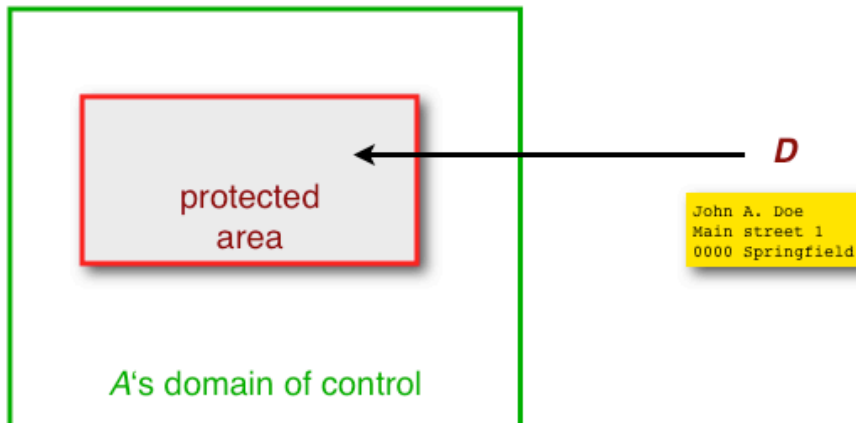 D
protected
area
John A. Doe
Main street 1
0000 Springfield
A‘s domain of control